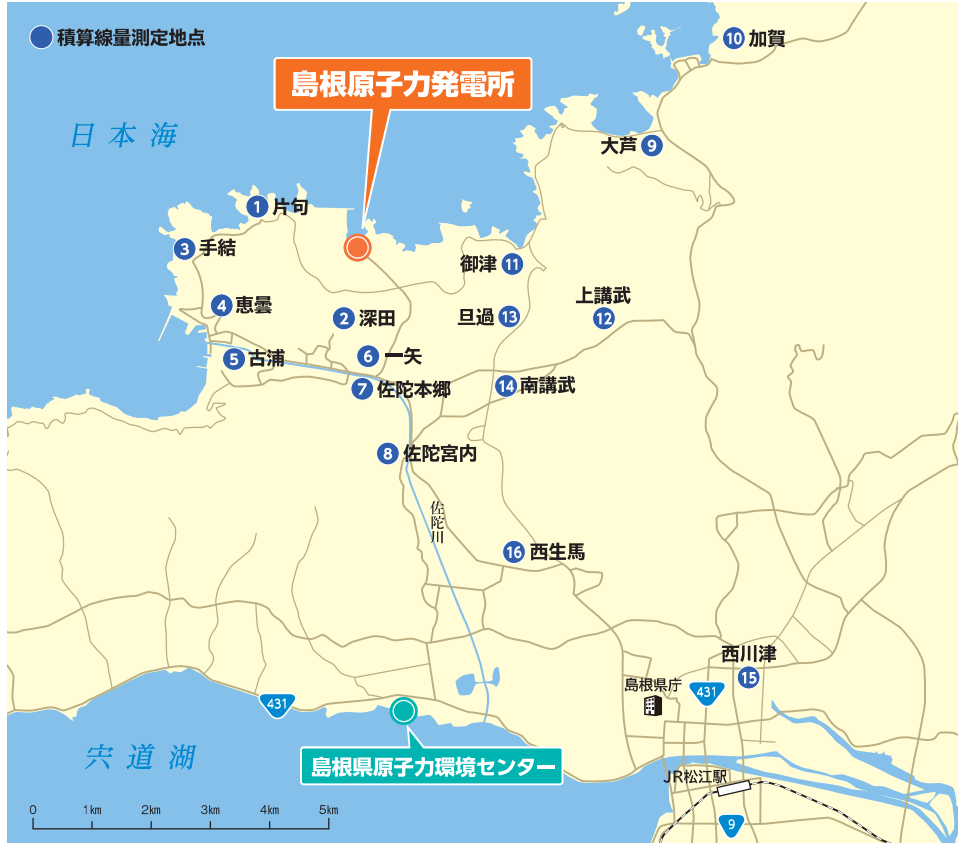 積算線量測定地点
10 加賀
島根原子力発電所
日本海
大芦 9
1 片句
3 手結
御津 11
上講武
12
4 恵曇
2 深田
旦過 13
5 古浦
6 一矢
7 佐陀本郷
14 南講武
8 佐陀宮内
佐陀川
16 西生馬
西川津
15
島根県庁
431
431
宍道湖
島根県原子力環境センター
JR松江駅
0 1km 2km 3km 4km 5km
9